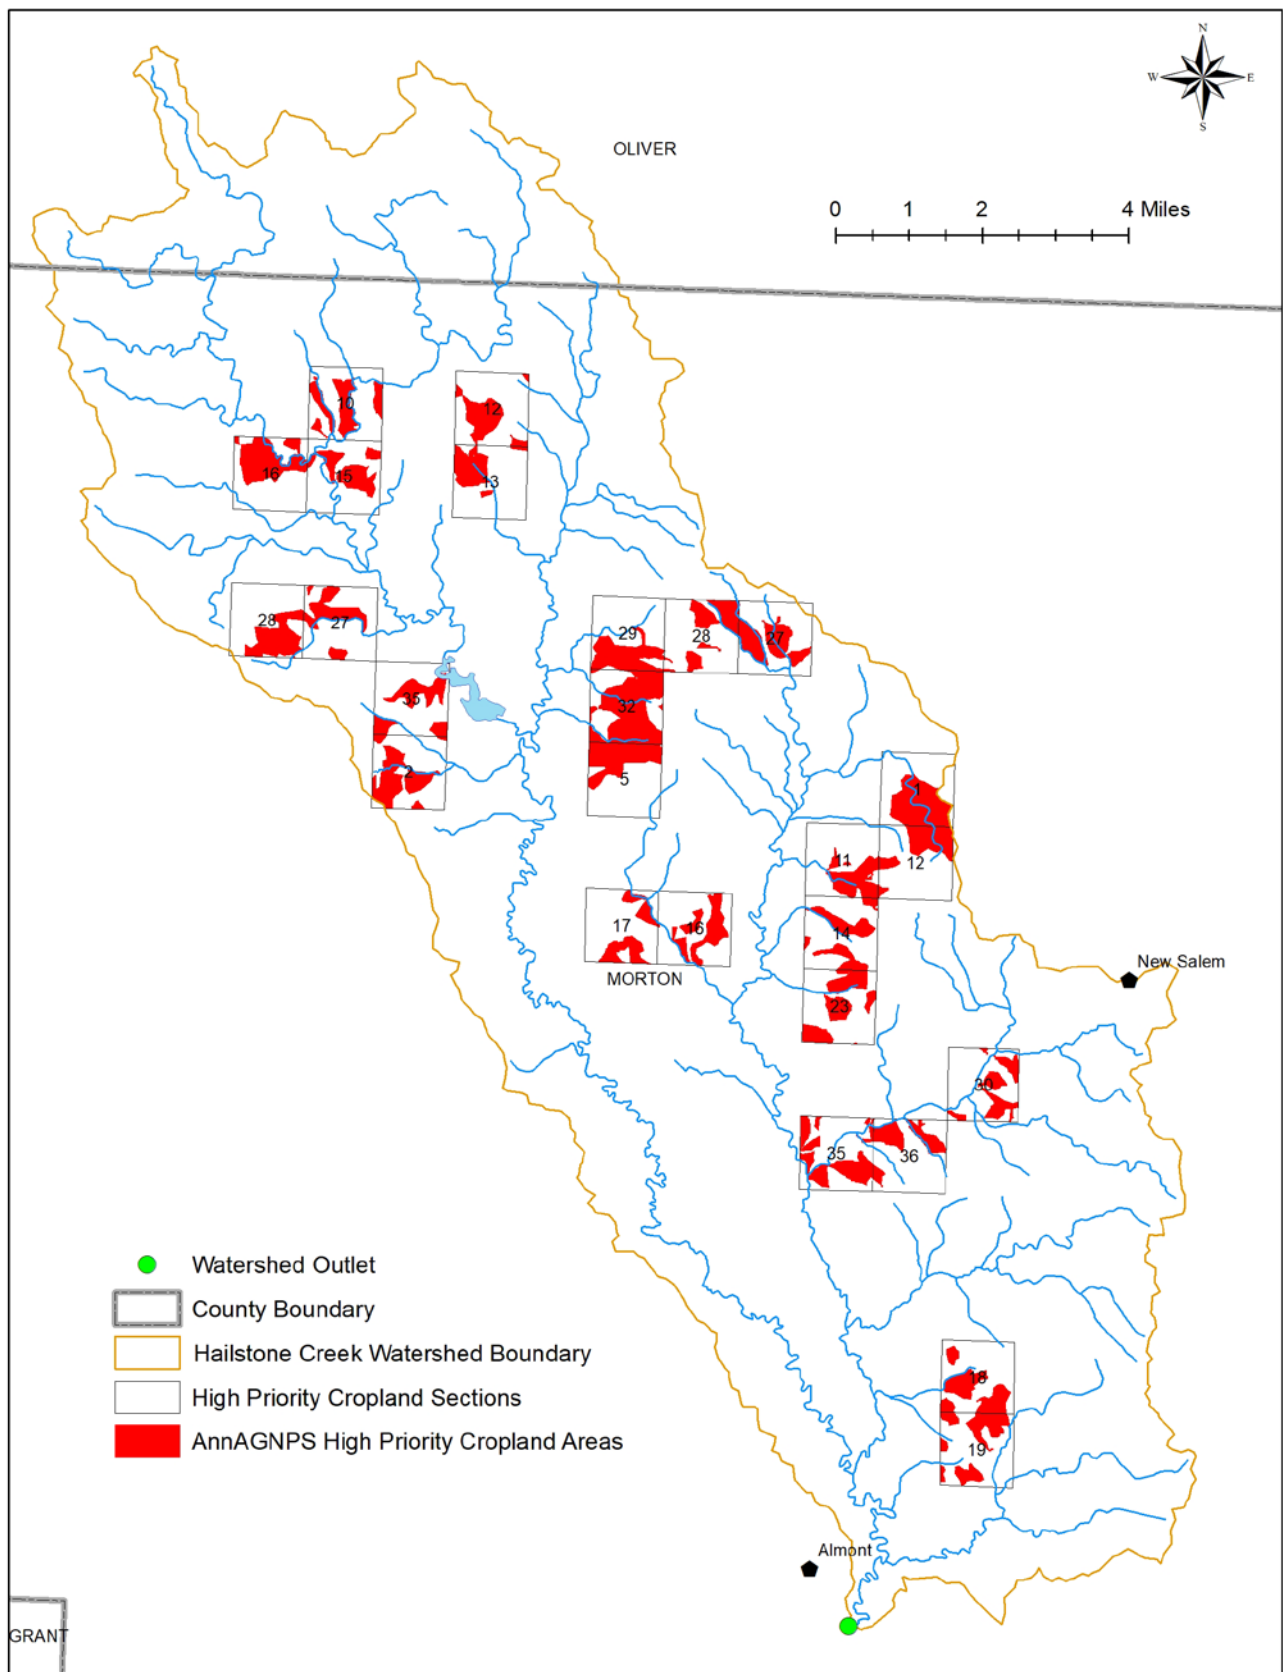 N
W E
S
OLIVER
0 1 2 4 Miles
10
12
16
15
13
28
27
29
28
27
35
32
2
5
1
11
12
17
16
14
MORTON
New Salem
23
30
35
36
Watershed Outlet
County Boundary
Hailstone Creek Watershed Boundary
High Priority Cropland Sections
AnnAGNPS High Priority Cropland Areas
18
19
Almont
GRANT